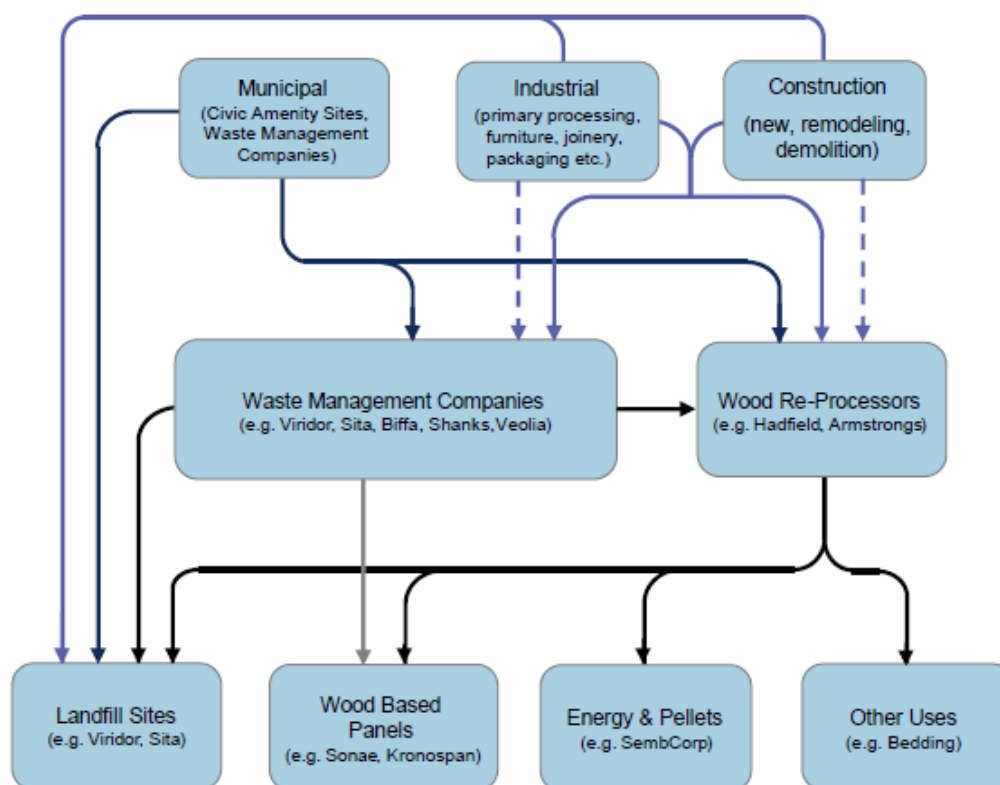 Municipal
(Civic Amenity Sites,
Waste Management
Companies)
Industrial
(primary processing,
furniture, joinery,
packaging etc.)
Construction
(new, remodeling,
demolition)
Waste Management Companies
(e.g. Viridor, Sita, Biffa, Shanks,Veolia)
Wood Re-Processors
(e.g. Hadfield, Armstrongs)
Landfill Sites
(e.g. Viridor, Sita)
Wood Based
Panels
(e.g. Sonae, Kronospan)
Energy & Pellets
(e.g. SembCorp)
Other Uses
(e.g. Bedding)